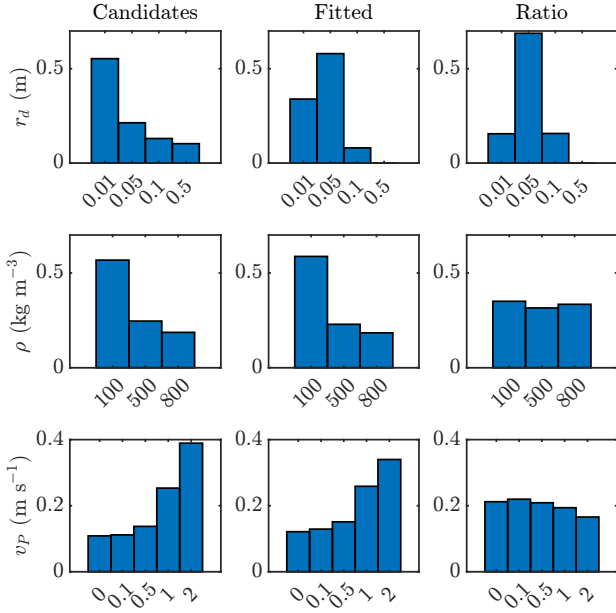 Candidates Fitted Ratio
r_d (m)
0.5 0.5 0.5
0 0 0
0.01 0.05 0.1 0.5 0.01 0.05 0.1 0.5 0.01 0.05 0.1 0.5
ρ (kg m⁻³)
0.5 0.5 0.5
0 0 0
100 500 800 100 500 800 100 500 800
v_P (m s⁻¹)
0.4 0.4 0.4
0.2 0.2 0.2
0 0 0
0 0.1 0.5 1 2 0 0.1 0.5 1 2 0 0.1 0.5 1 2